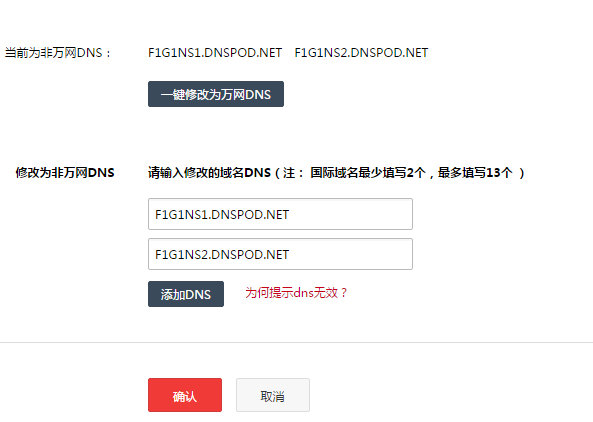 当前为非万网DNS： F1G1NS1.DNSPOD.NET F1G1NS2.DNSPOD.NET
一键修改为万网DNS
修改为非万网DNS 请输入修改的域名DNS（注： 国际域名最少填写2个，最多填写13个 ）
F1G1NS1.DNSPOD.NET
F1G1NS2.DNSPOD.NET
添加DNS 为何提示dns无效？
确认 取消